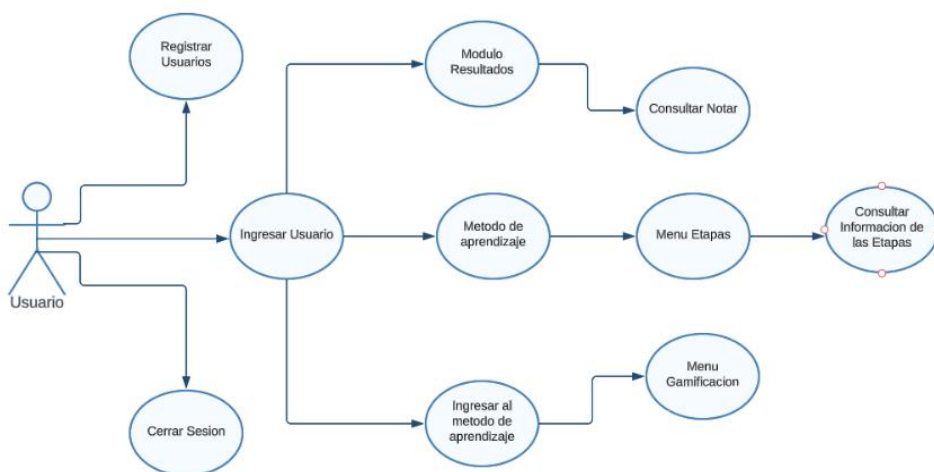 Registrar
Usuarios
Modulo
Resultados
Consultar Notar
Usuario
Ingresar Usuario
Metodo de
aprendizaje
Menu Etapas
Consultar
Informacion de
las Etapas
Cerrar Sesion
Ingresar al
metodo de
aprendizaje
Menu
Gamificacion